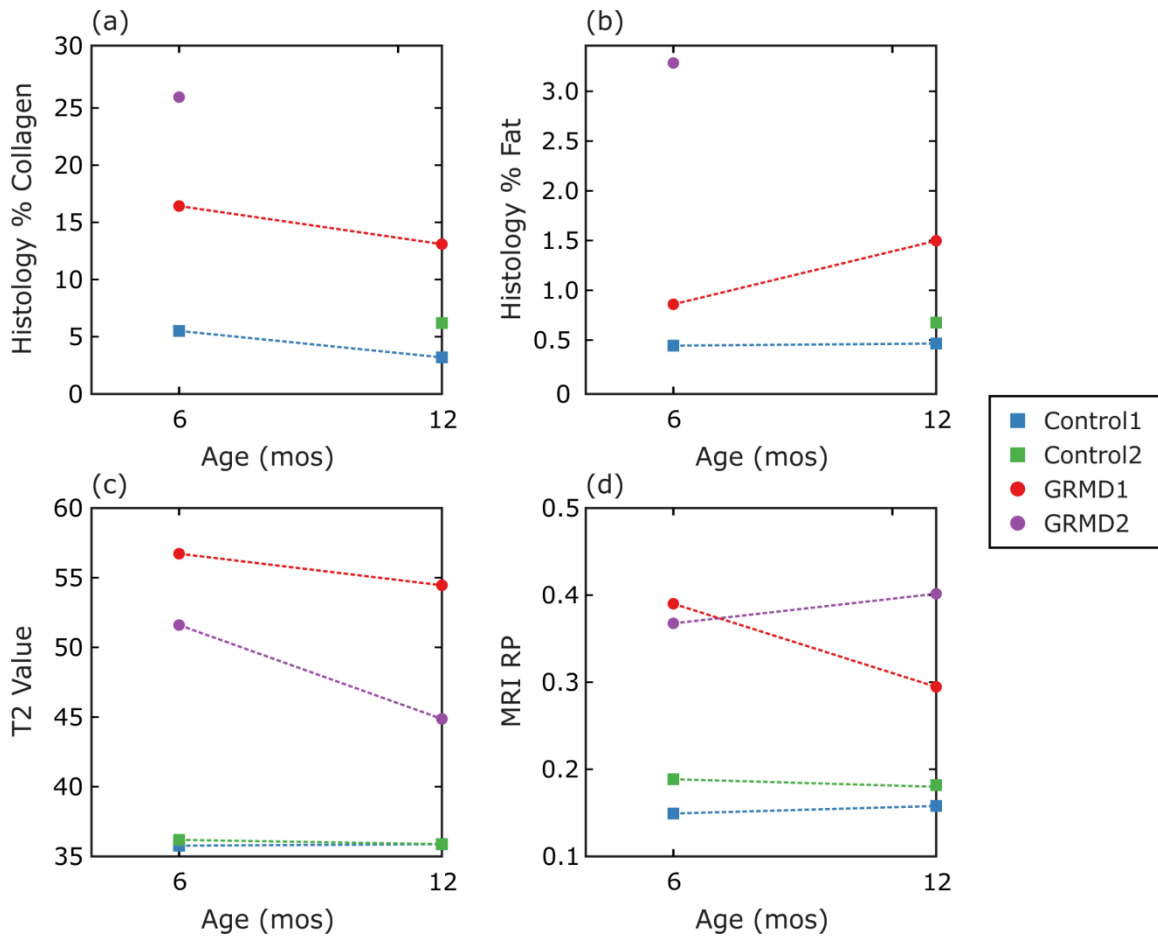 (a)
30
25
20
15
10
5
0
Histology % Collagen
6
12
Age (mos)
(b)
3.0
2.5
2.0
1.5
1.0
0.5
0
Histology % Fat
6
12
Age (mos)
(c)
60
55
50
45
40
35
T2 Value
6
12
Age (mos)
(d)
0.5
0.4
0.3
0.2
0.1
MRI RP
6
12
Age (mos)
Control1
Control2
GRMD1
GRMD2